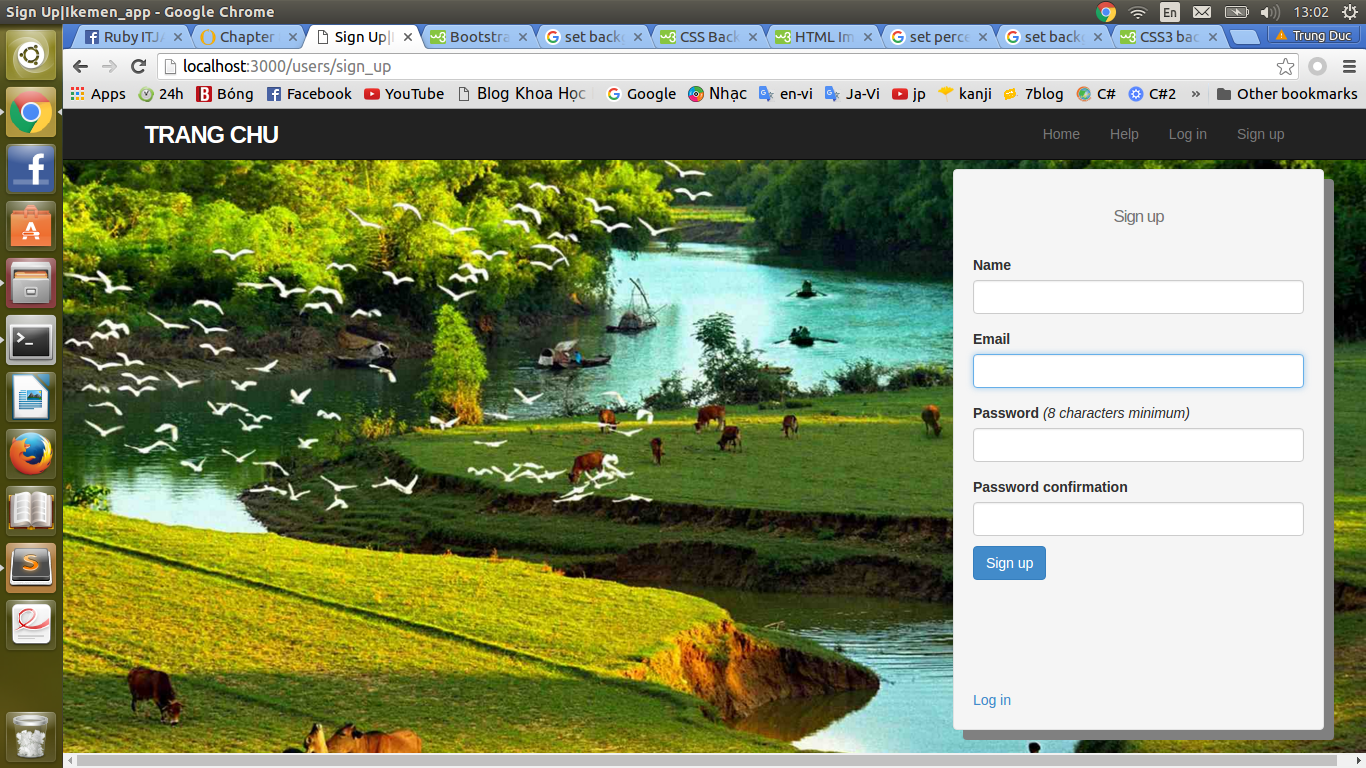 Sign Up|Ikemen_app - Google Chrome
En
13:02
Ruby ITJ
Chapter
Sign Up|
Bootstra
set back
CSS Back
HTML Im
set perce
set back
CSS3 bac
Trung Duc
localhost:3000/users/sign_up
Apps
24h
Bóng
Facebook
YouTube
Blog Khoa Học
Google
Nhạc
en-vi
Ja-Vi
jp
kanji
7blog
C#
C#2
»
Other bookmarks
TRANG CHU
Home
Help
Log in
Sign up
Sign up
Name
Email
Password (8 characters minimum)
Password confirmation
Sign up
Log in